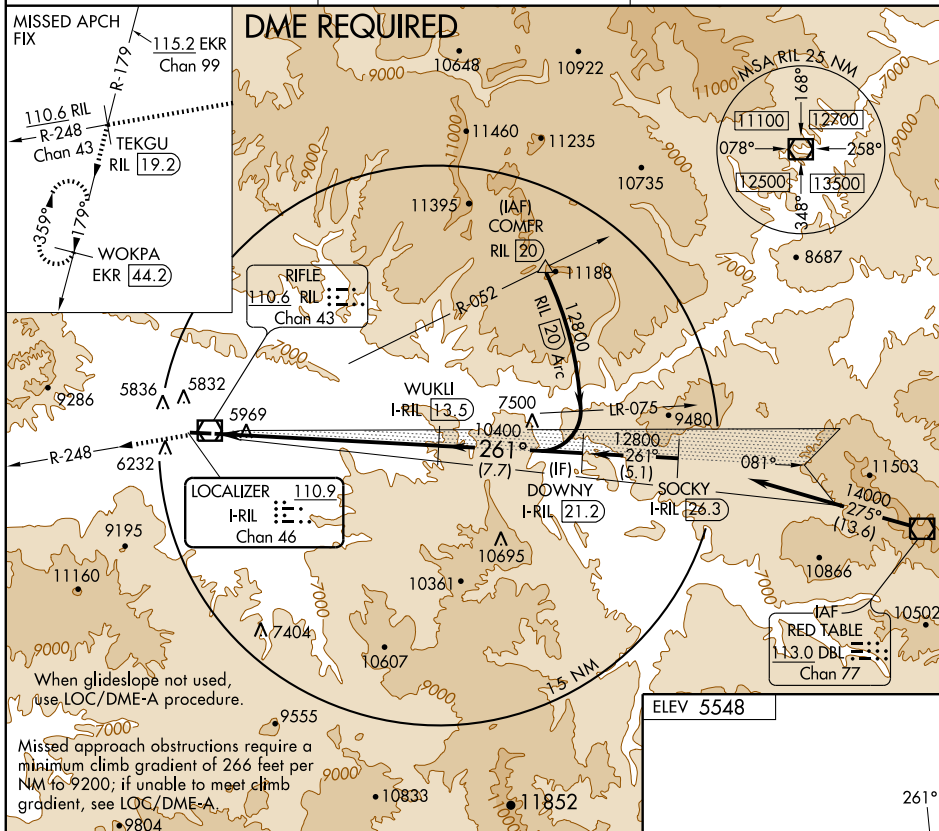 DME REQUIRED
MISSED APCH
FIX
115.2 EKR
Chan 99
R-179
110.6 RIL
R-248
Chan 43
TEKGU
RIL 19.2
359°
179°
WOKPA
EKR 44.2
9000
10648
10922
11000
7000
MSA RIL 25 NM
168°
11100
12700
078°
258°
12500
13500
348°
8687
11460
11235
11000
10735
11395
(IAF)
COMFR
RIL 20
11188
R-052
12800
RIL 20 Arc
RIFLE
110.6 RIL
Chan 43
7000
9000
9286
5836
5832
5969
WUKLI
I-RIL 13.5
7500
LR-075
9480
10400
261°
(7.7)
12800
261°
(5.1)
081°
(IF)
DOWNY
I-RIL 21.2
SOCKY
I-RIL 26.3
11503
14000
275°
(13.6)
R-248
6232
LOCALIZER 110.9
I-RIL
Chan 46
9195
11160
10695
10361
10866
10502
IAF
RED TABLE
113.0 DBL
Chan 77
7000
7404
10607
9000
7000
15 NM
When glideslope not used,
use LOC/DME-A procedure.
9555
7000
Missed approach obstructions require a
minimum climb gradient of 266 feet per
NM to 9200; if unable to meet climb
gradient, see LOC/DME-A.
9804
10833
11852
9000
ELEV 5548
261°